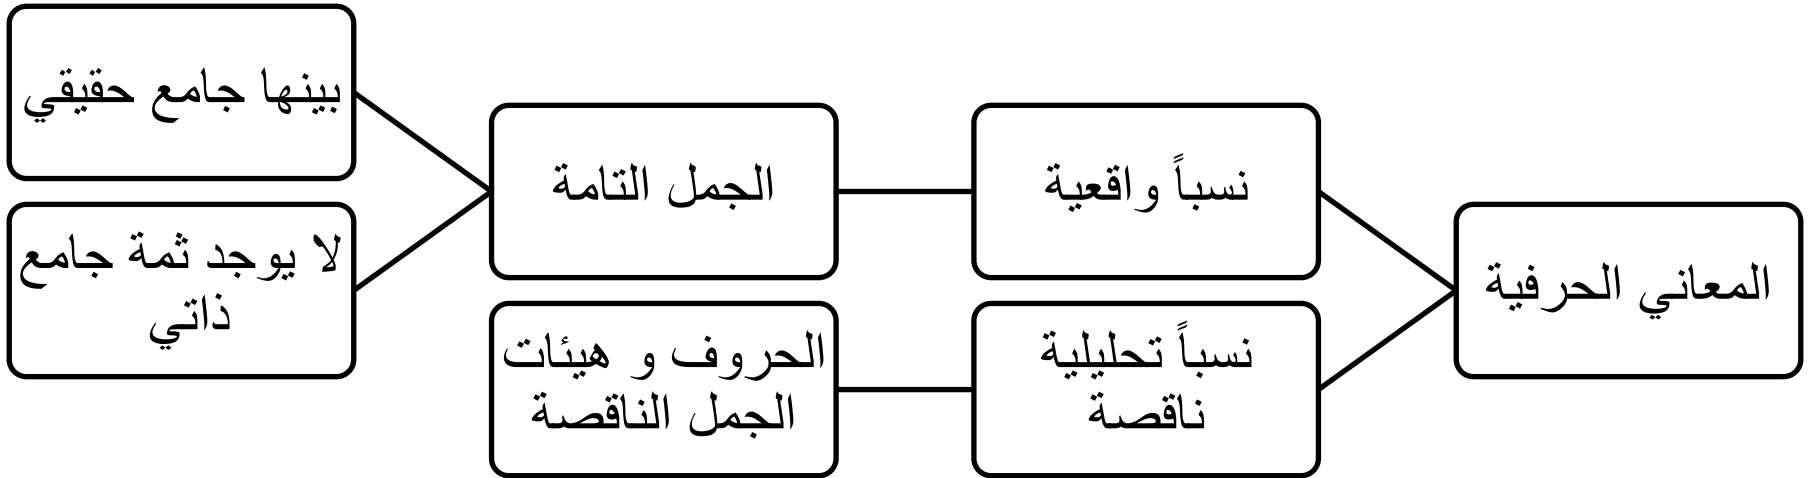 المعاني الحرفية
نسباً واقعية
الجمل التامة
بينها جامع حقيقي
لا يوجد ثمة جامع
ذاتي
نسباً تحليلية
ناقصة
الحروف و هيئات
الجمل الناقصة